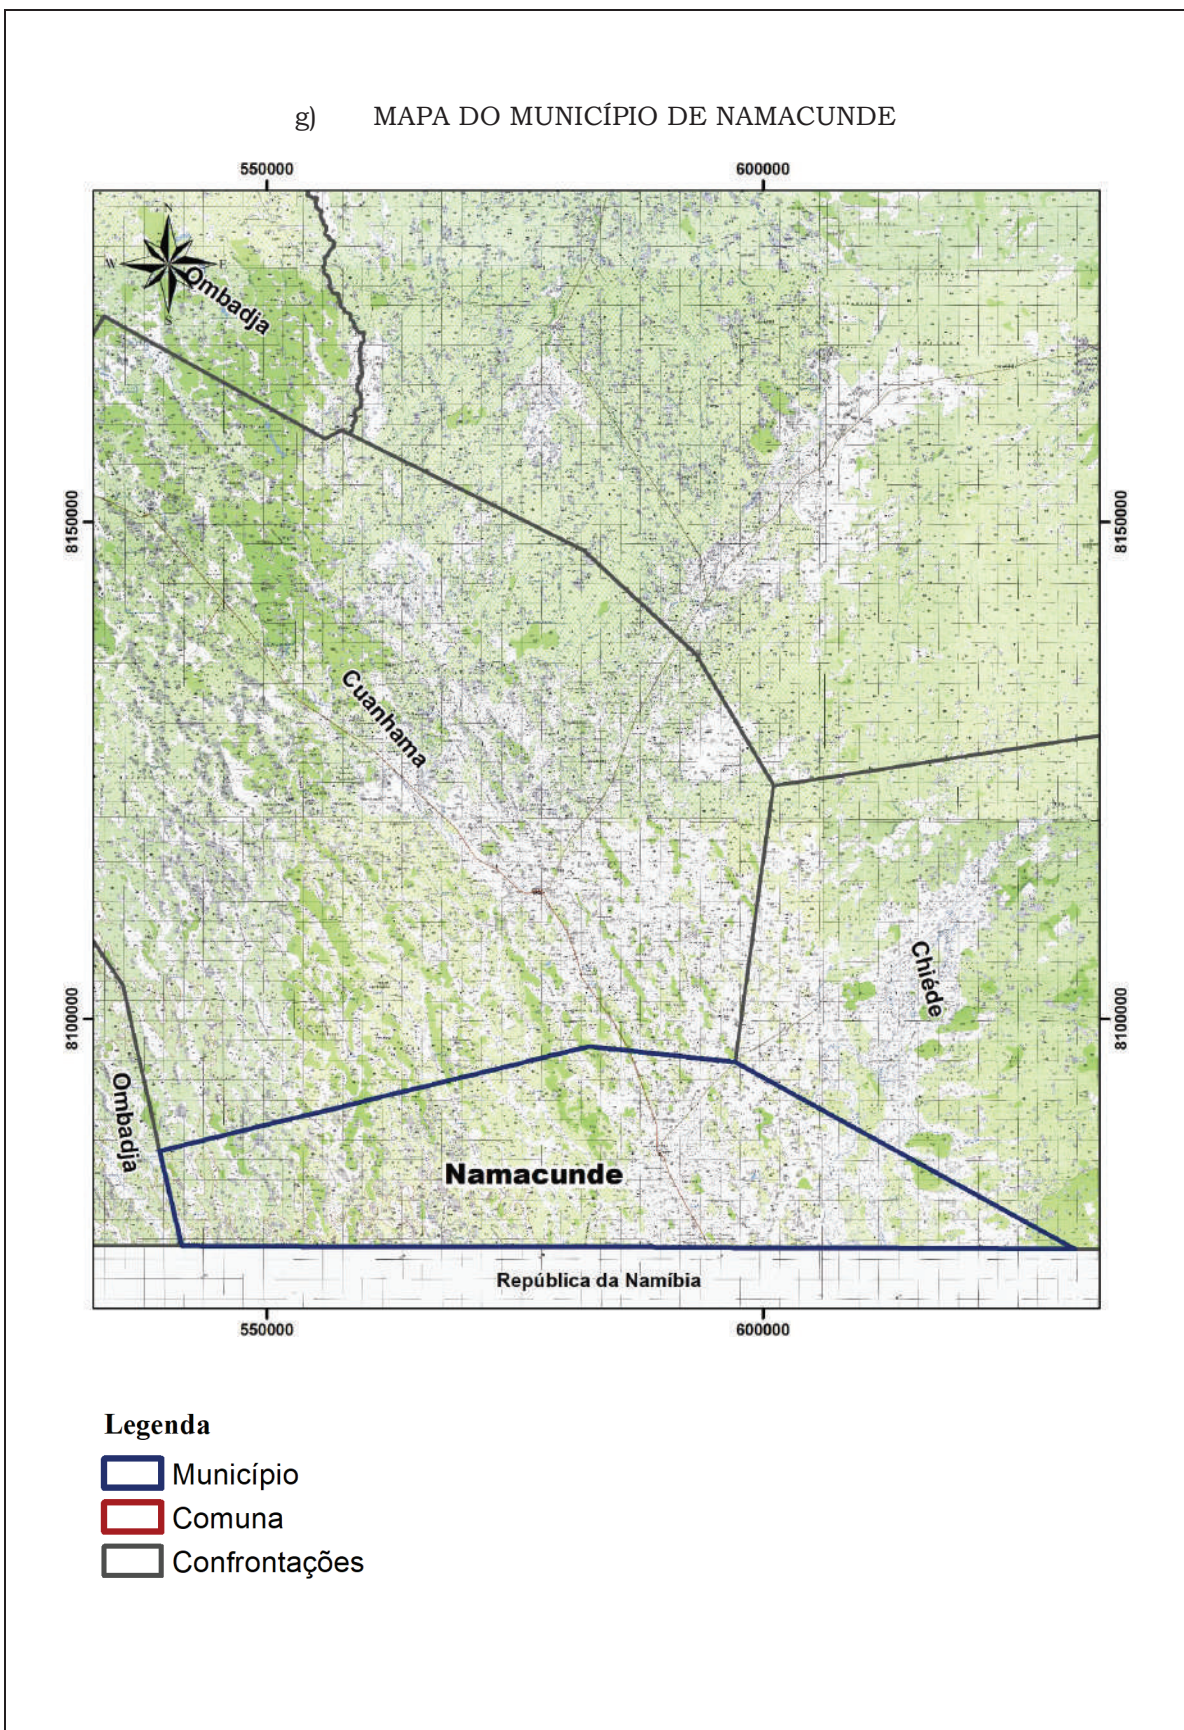 g) MAPA DO MUNICÍPIO DE NAMACUNDE
550000 600000
N
W E
S
Ombadja
8150000 8150000
Cuanhama
Chiéde
8100000 8100000
Ombadja
Namacunde
República da Namíbia
550000 600000
Legenda
Município
Comuna
Confrontações